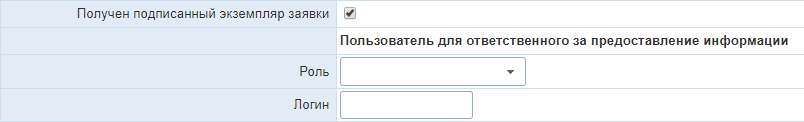 Получен подписанный экземпляр заявки
Пользователь для ответственного за предоставление информации
Роль
Логин